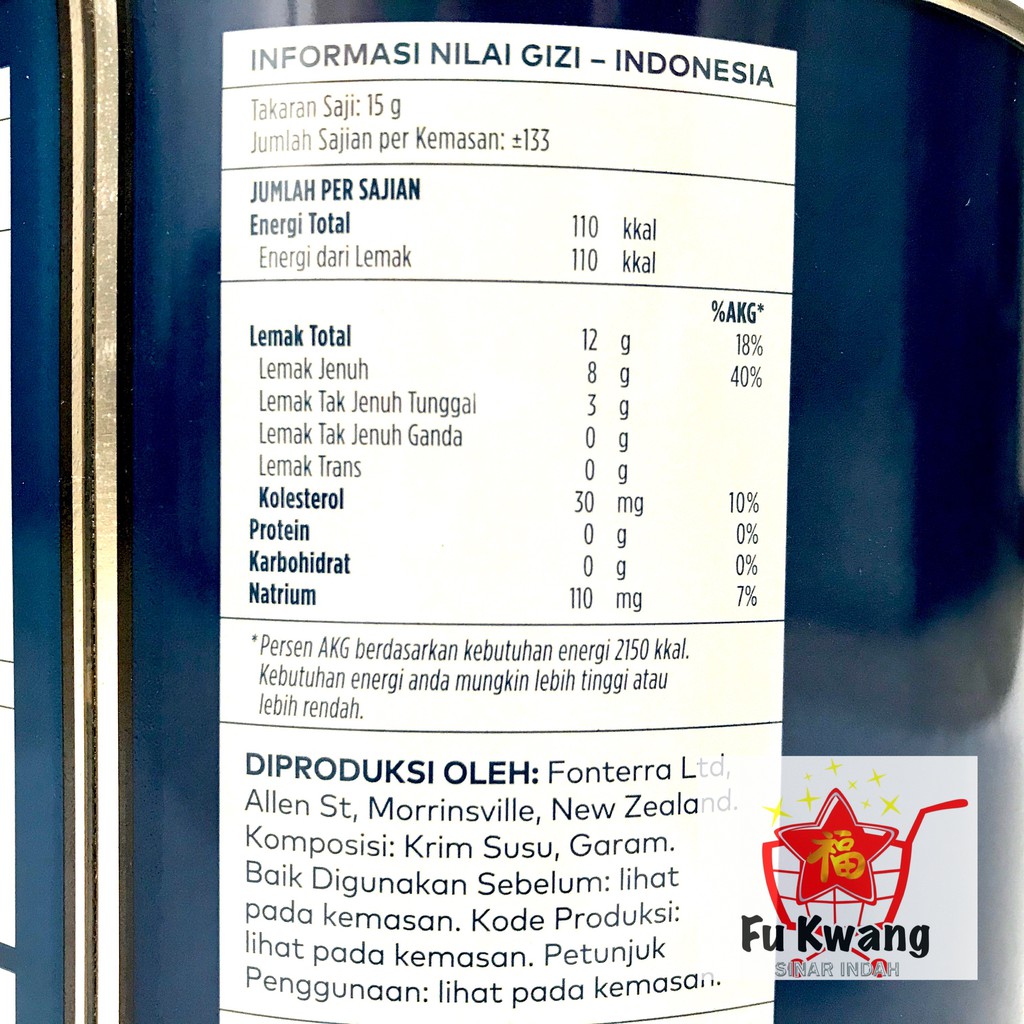 INFORMASI NILAI GIZI – INDONESIA
Takaran Saji: 15 g
Jumlah Sajian per Kemasan: ±133
JUMLAH PER SAJIAN
Energi Total 110 kkal
Energi dari Lemak 110 kkal
%AKG*
Lemak Total 12 g 18%
Lemak Jenuh 8 g 40%
Lemak Tak Jenuh Tunggal 3 g
Lemak Tak Jenuh Ganda 0 g
Lemak Trans 0 g
Kolesterol 30 mg 10%
Protein 0 g 0%
Karbohidrat 0 g 0%
Natrium 110 mg 7%
*Persen AKG berdasarkan kebutuhan energi 2150 kkal.
Kebutuhan energi anda mungkin lebih tinggi atau
lebih rendah.
DIPRODUKSI OLEH: Fonterra Ltd,
Allen St, Morrinsville, New Zealand.
Komposisi: Krim Susu, Garam.
Baik Digunakan Sebelum: lihat
pada kemasan. Kode Produksi:
lihat pada kemasan. Petunjuk
Penggunaan: lihat pada kemasan.
福
Fu Kwang
SINAR INDAH